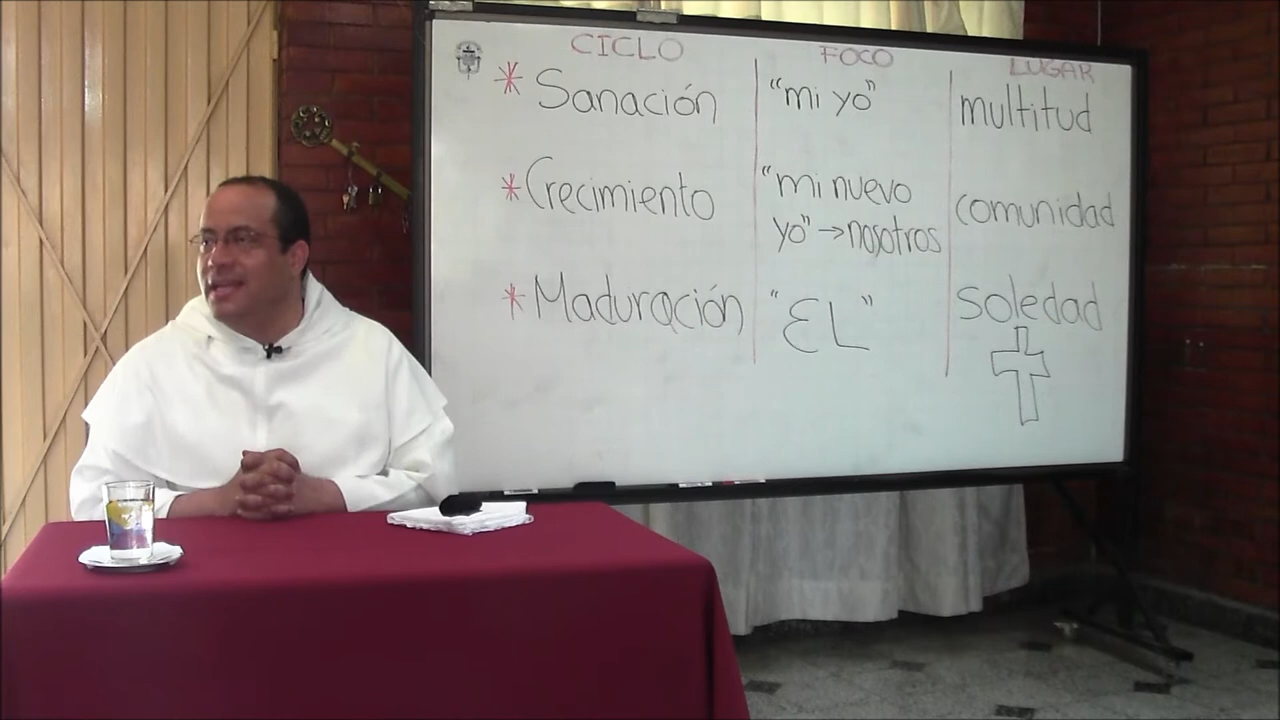 CICLO FOCO LUGAR
* Sanación "mi yo" multitud
* Crecimiento "mi nuevo yo" → nosotros comunidad
* Maduración "EL" soledad